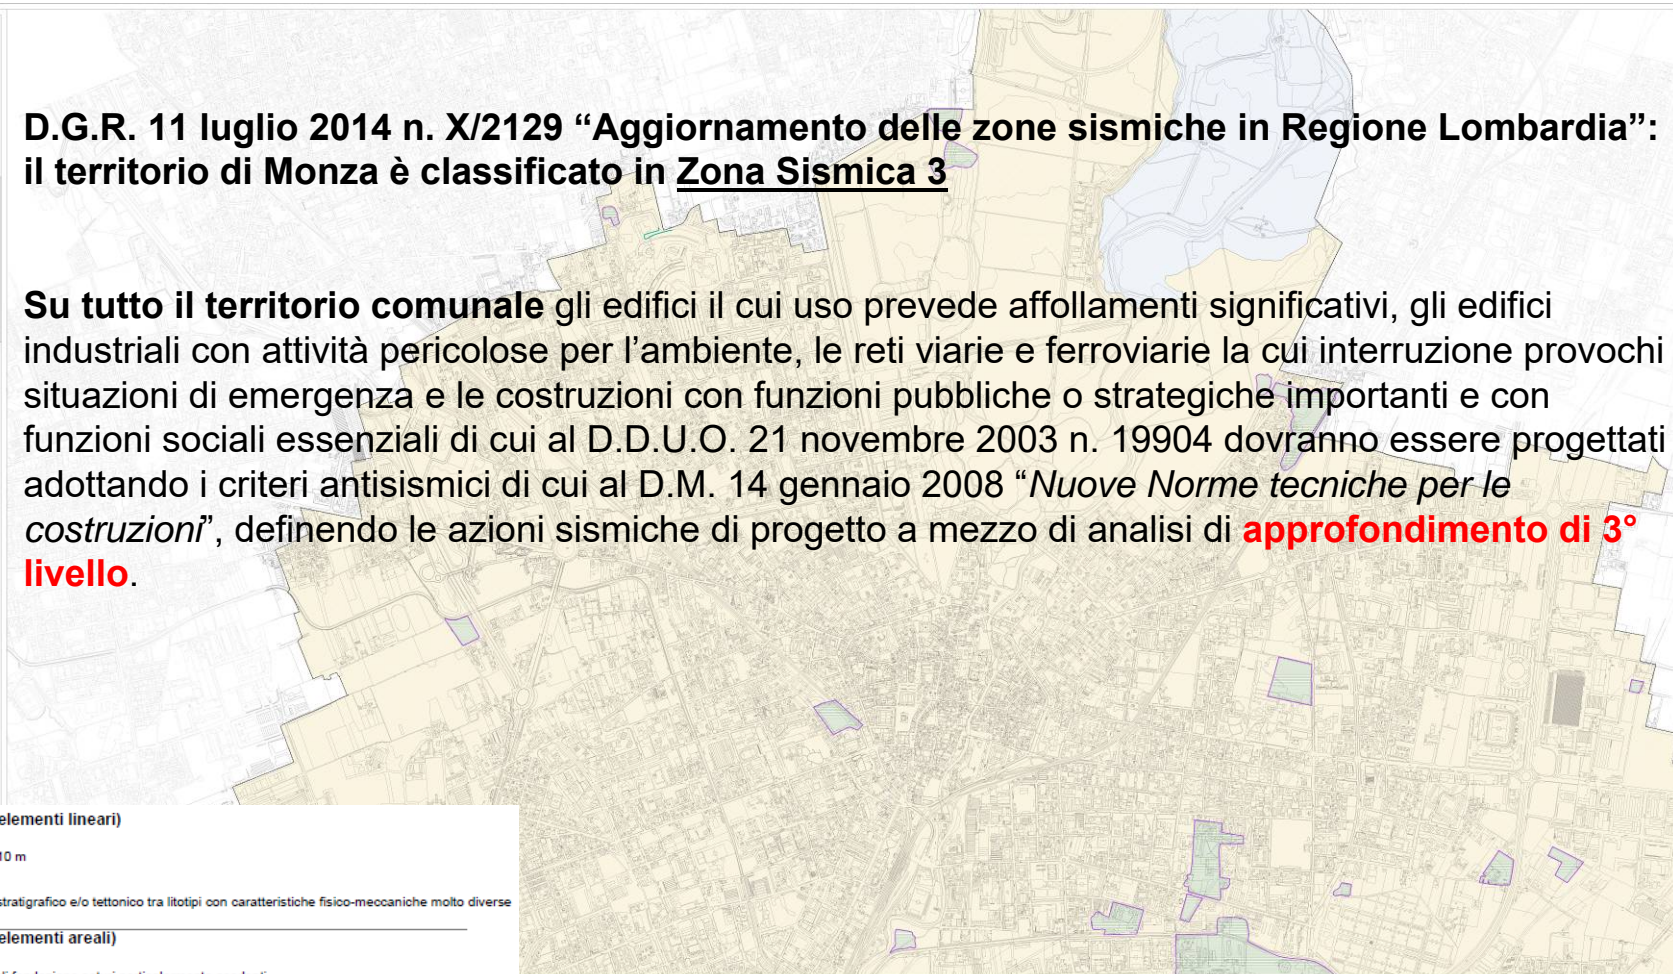 D.G.R. 11 luglio 2014 n. X/2129 “Aggiornamento delle zone sismiche in Regione Lombardia”:
il territorio di Monza è classificato in Zona Sismica 3
Su tutto il territorio comunale gli edifici il cui uso prevede affollamenti significativi, gli edifici
industriali con attività pericolose per l’ambiente, le reti viarie e ferroviarie la cui interruzione provochi
situazioni di emergenza e le costruzioni con funzioni pubbliche o strategiche importanti e con
funzioni sociali essenziali di cui al D.D.U.O. 21 novembre 2003 n. 19904 dovranno essere progettati
adottando i criteri antisismici di cui al D.M. 14 gennaio 2008 “Nuove Norme tecniche per le
costruzioni”, definendo le azioni sismiche di progetto a mezzo di analisi di approfondimento di 3°
livello.
elementi lineari)
10 m
stratigrafico e/o tettonico tra litotipi con caratteristiche fisico-meccaniche molto diverse
elementi areali)